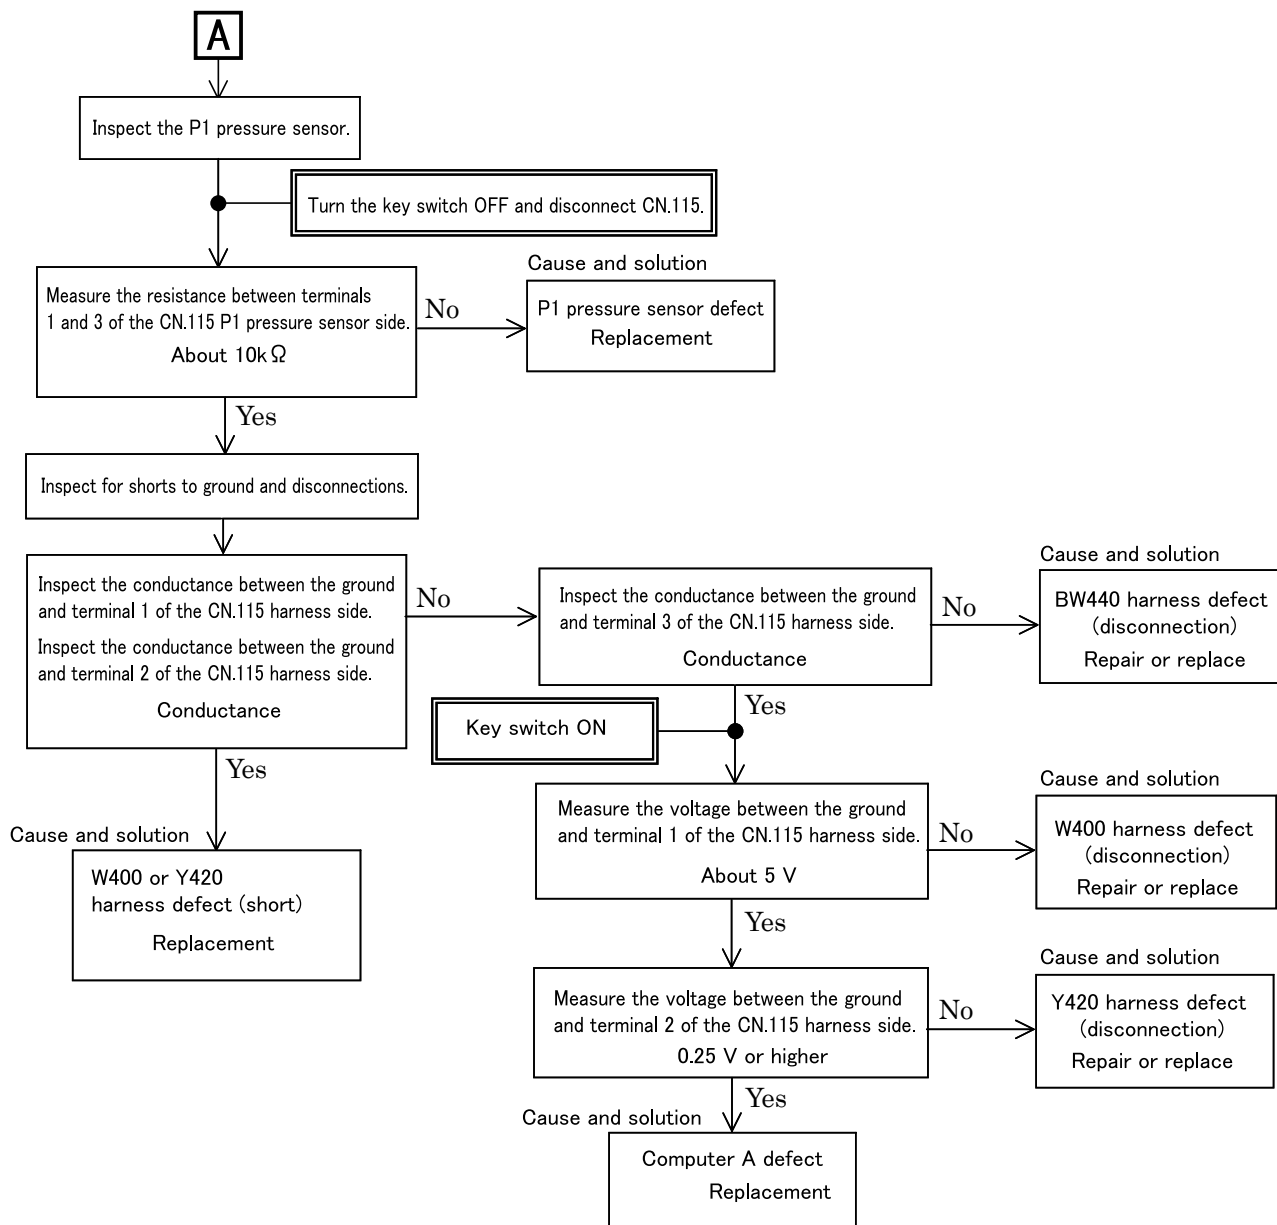 A
Inspect the P1 pressure sensor.
Turn the key switch OFF and disconnect CN.115.
Measure the resistance between terminals
1 and 3 of the CN.115 P1 pressure sensor side.
About 10kΩ
No
Cause and solution
P1 pressure sensor defect
Replacement
Yes
Inspect for shorts to ground and disconnections.
Inspect the conductance between the ground
and terminal 1 of the CN.115 harness side.
Inspect the conductance between the ground
and terminal 2 of the CN.115 harness side.
Conductance
No
Inspect the conductance between the ground
and terminal 3 of the CN.115 harness side.
Conductance
No
Cause and solution
BW440 harness defect
(disconnection)
Repair or replace
Yes
Key switch ON
Yes
Cause and solution
W400 or Y420
harness defect (short)
Replacement
Measure the voltage between the ground
and terminal 1 of the CN.115 harness side.
About 5 V
No
Cause and solution
W400 harness defect
(disconnection)
Repair or replace
Yes
Measure the voltage between the ground
and terminal 2 of the CN.115 harness side.
0.25 V or higher
No
Cause and solution
Y420 harness defect
(disconnection)
Repair or replace
Yes
Cause and solution
Computer A defect
Replacement